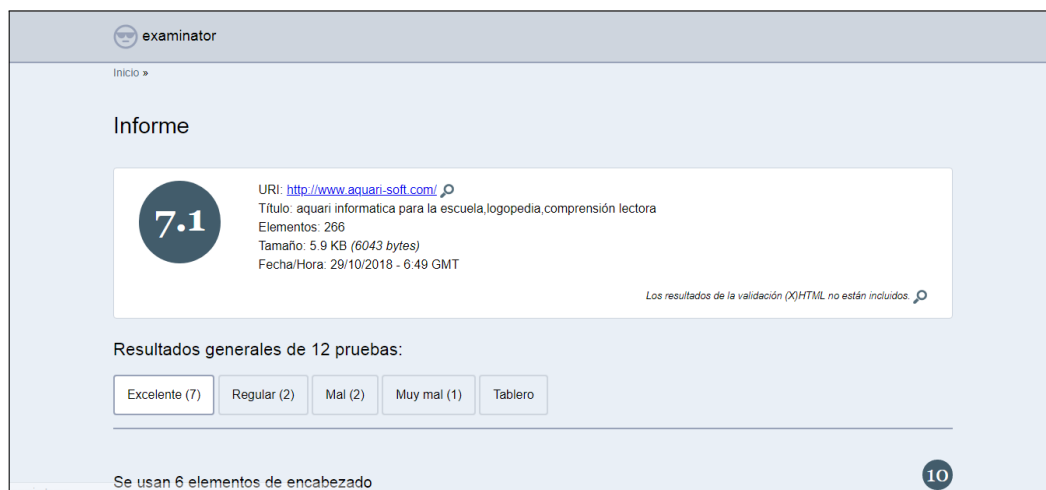 examinator
Inicio »
Informe
7.1
URI: http://www.aquari-soft.com/
Título: aquari informatica para la escuela,logopedia,comprensión lectora
Elementos: 266
Tamaño: 5.9 KB (6043 bytes)
Fecha/Hora: 29/10/2018 - 6:49 GMT
Los resultados de la validación (X)HTML no están incluidos.
Resultados generales de 12 pruebas:
Excelente (7) Regular (2) Mal (2) Muy mal (1) Tablero
Se usan 6 elementos de encabezado 10